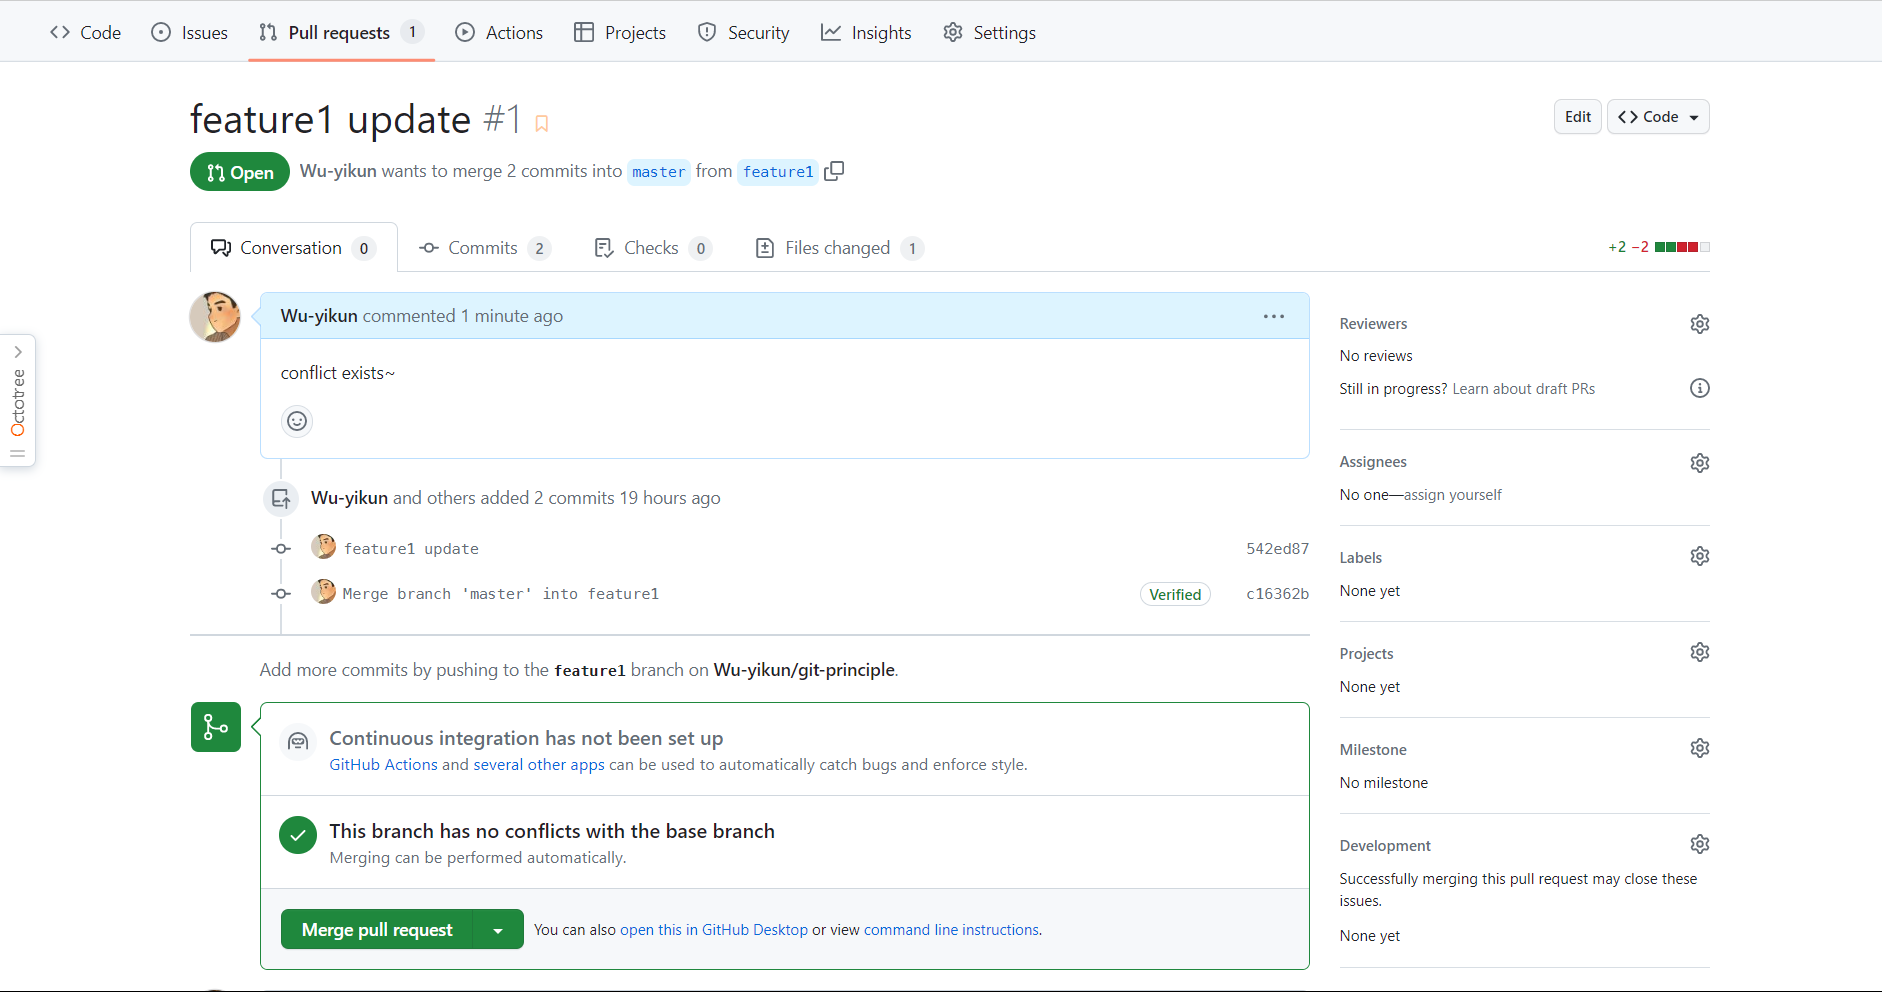 Code Issues Pull requests 1 Actions Projects Security Insights Settings
feature1 update #1
Edit Code
Open Wu-yikun wants to merge 2 commits into master from feature1
Conversation 0 Commits 2 Checks 0 Files changed 1 +2 −2
Wu-yikun commented 1 minute ago
conflict exists~
Octotree
Wu-yikun and others added 2 commits 19 hours ago
feature1 update 542ed87
Merge branch 'master' into feature1 Verified c16362b
Add more commits by pushing to the feature1 branch on Wu-yikun/git-principle.
Continuous integration has not been set up
GitHub Actions and several other apps can be used to automatically catch bugs and enforce style.
This branch has no conflicts with the base branch
Merging can be performed automatically.
Merge pull request You can also open this in GitHub Desktop or view command line instructions.
Reviewers
No reviews
Still in progress? Learn about draft PRs
Assignees
No one—assign yourself
Labels
None yet
Projects
None yet
Milestone
No milestone
Development
Successfully merging this pull request may close these
issues.
None yet